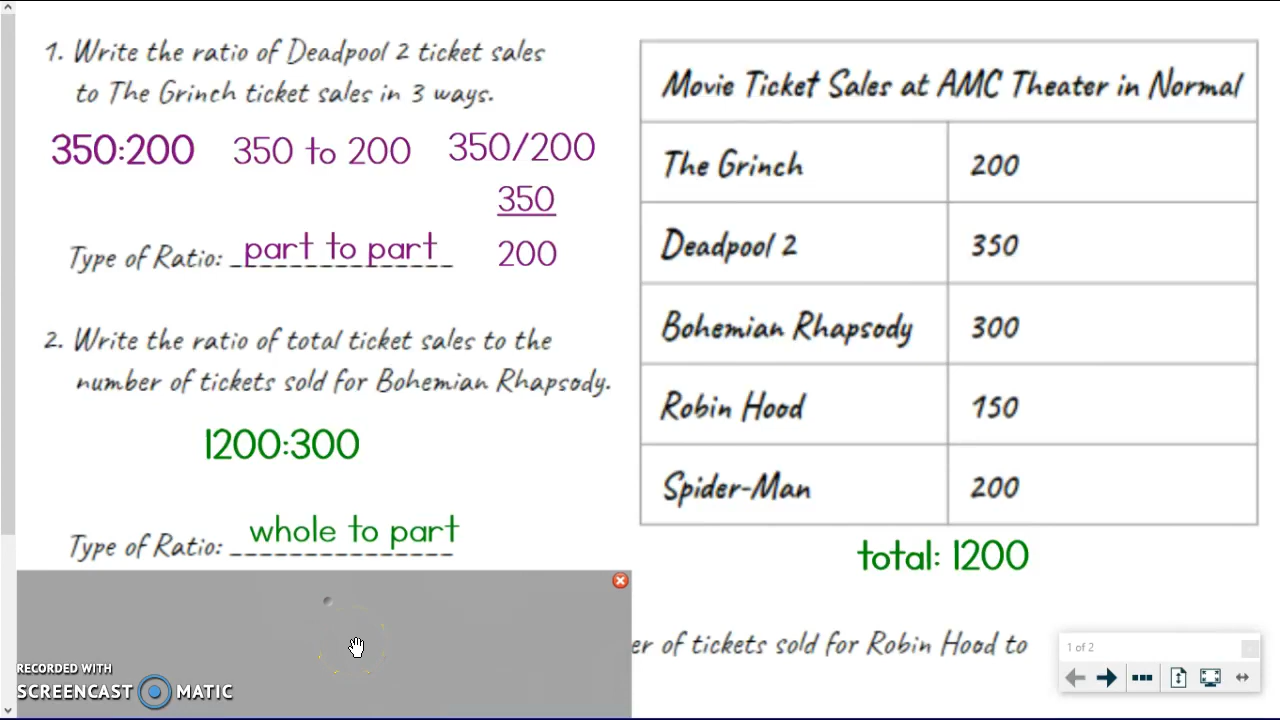 1. Write the ratio of Deadpool 2 ticket sales
to The Grinch ticket sales in 3 ways.
350:200 350 to 200 350/200
350
200
Type of Ratio: part to part
2. Write the ratio of total ticket sales to the
number of tickets sold for Bohemian Rhapsody.
1200:300
Type of Ratio: whole to part
Movie Ticket Sales at AMC Theater in Normal
The Grinch 200
Deadpool 2 350
Bohemian Rhapsody 300
Robin Hood 150
Spider-Man 200
total: 1200
of tickets sold for Robin Hood to
1 of 2
RECORDED WITH
SCREENCAST MATIC